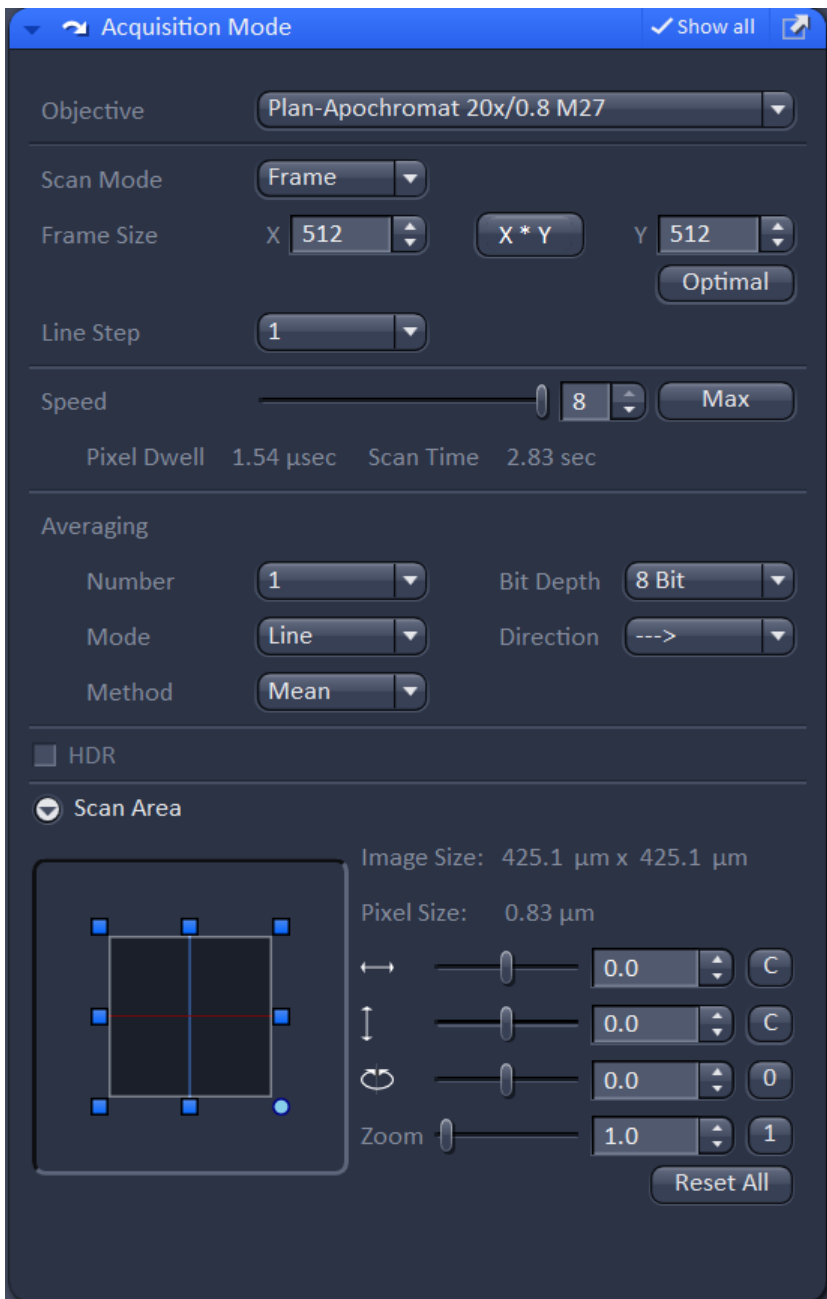 Acquisition Mode Show all
Objective Plan-Apochromat 20x/0.8 M27
Scan Mode Frame
Frame Size X 512 X * Y Y 512
Optimal
Line Step 1
Speed 8 Max
Pixel Dwell 1.54 µsec Scan Time 2.83 sec
Averaging
Number 1 Bit Depth 8 Bit
Mode Line Direction --->
Method Mean
HDR
Scan Area
Image Size: 425.1 µm x 425.1 µm
Pixel Size: 0.83 µm
0.0 C
0.0 C
0.0 0
Zoom 1.0 1
Reset All